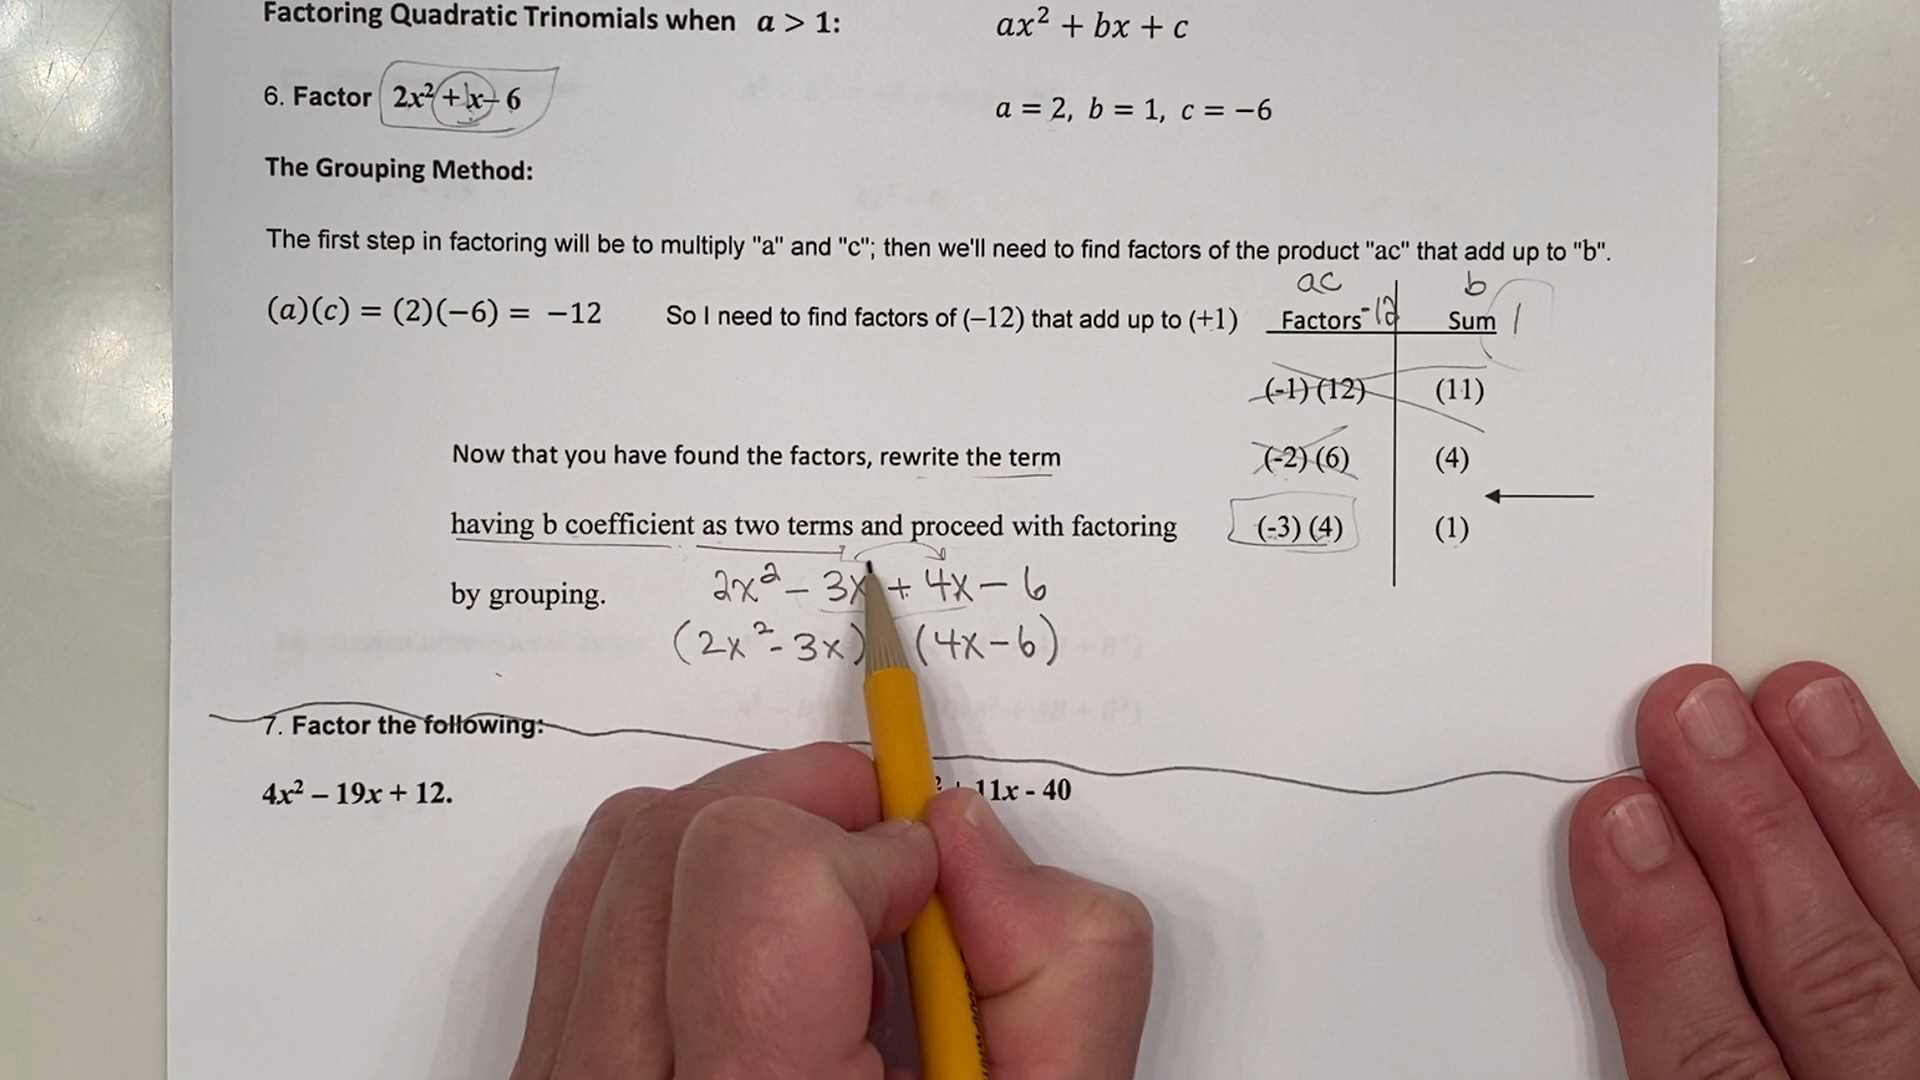 Factoring Quadratic Trinomials when a > 1: ax² + bx + c
6. Factor 2x² + 1x – 6 a = 2, b = 1, c = −6
The Grouping Method:
The first step in factoring will be to multiply "a" and "c"; then we'll need to find factors of the product "ac" that add up to "b".
ac b
(a)(c) = (2)(−6) = −12 So I need to find factors of (−12) that add up to (+1) Factors -12 Sum 1
(-1) (12) (11)
Now that you have found the factors, rewrite the term (-2) (6) (4)
having b coefficient as two terms and proceed with factoring (-3) (4) (1)
by grouping. 2x² − 3x + 4x − 6
(2x² - 3x) (4x − 6)
7. Factor the following:
4x² – 19x + 12. + 11x - 40